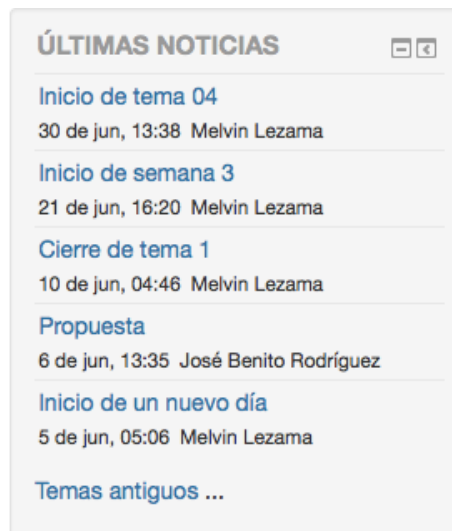 ÚLTIMAS NOTICIAS
Inicio de tema 04
30 de jun, 13:38 Melvin Lezama
Inicio de semana 3
21 de jun, 16:20 Melvin Lezama
Cierre de tema 1
10 de jun, 04:46 Melvin Lezama
Propuesta
6 de jun, 13:35 José Benito Rodríguez
Inicio de un nuevo día
5 de jun, 05:06 Melvin Lezama
Temas antiguos ...